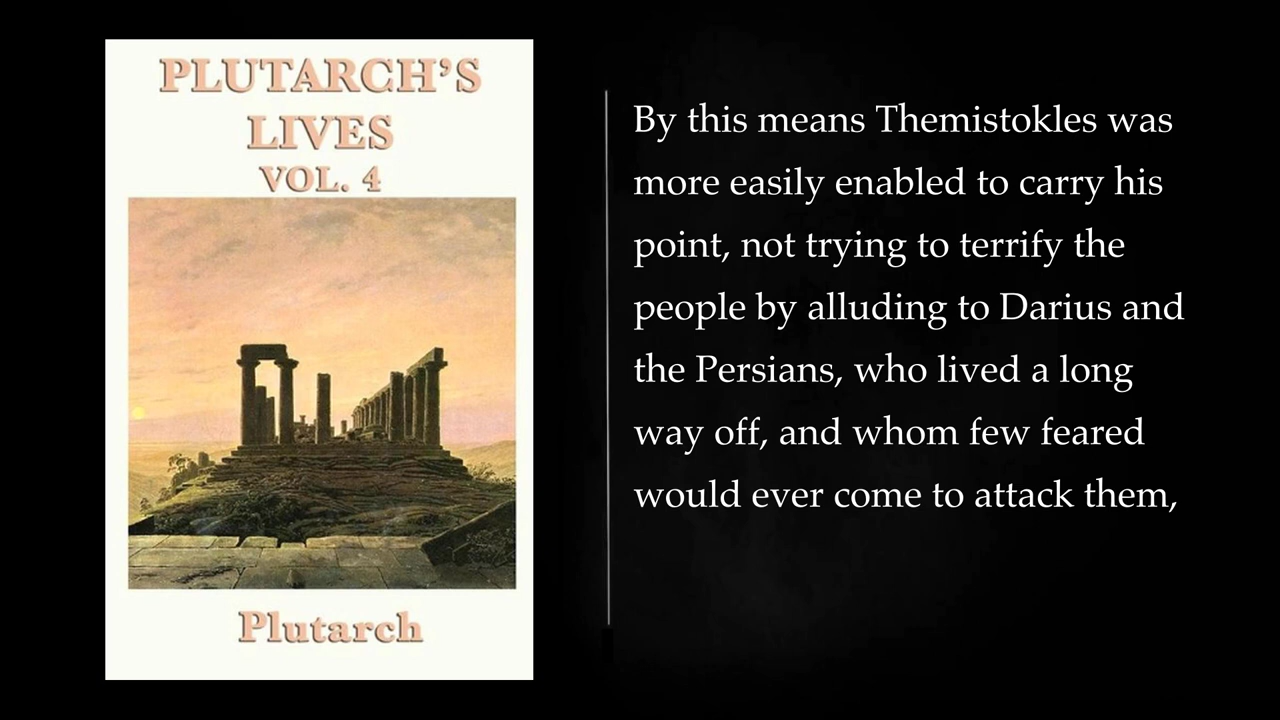 PLUTARCH'S
LIVES
VOL. 4
Plutarch
By this means Themistokles was
more easily enabled to carry his
point, not trying to terrify the
people by alluding to Darius and
the Persians, who lived a long
way off, and whom few feared
would ever come to attack them,